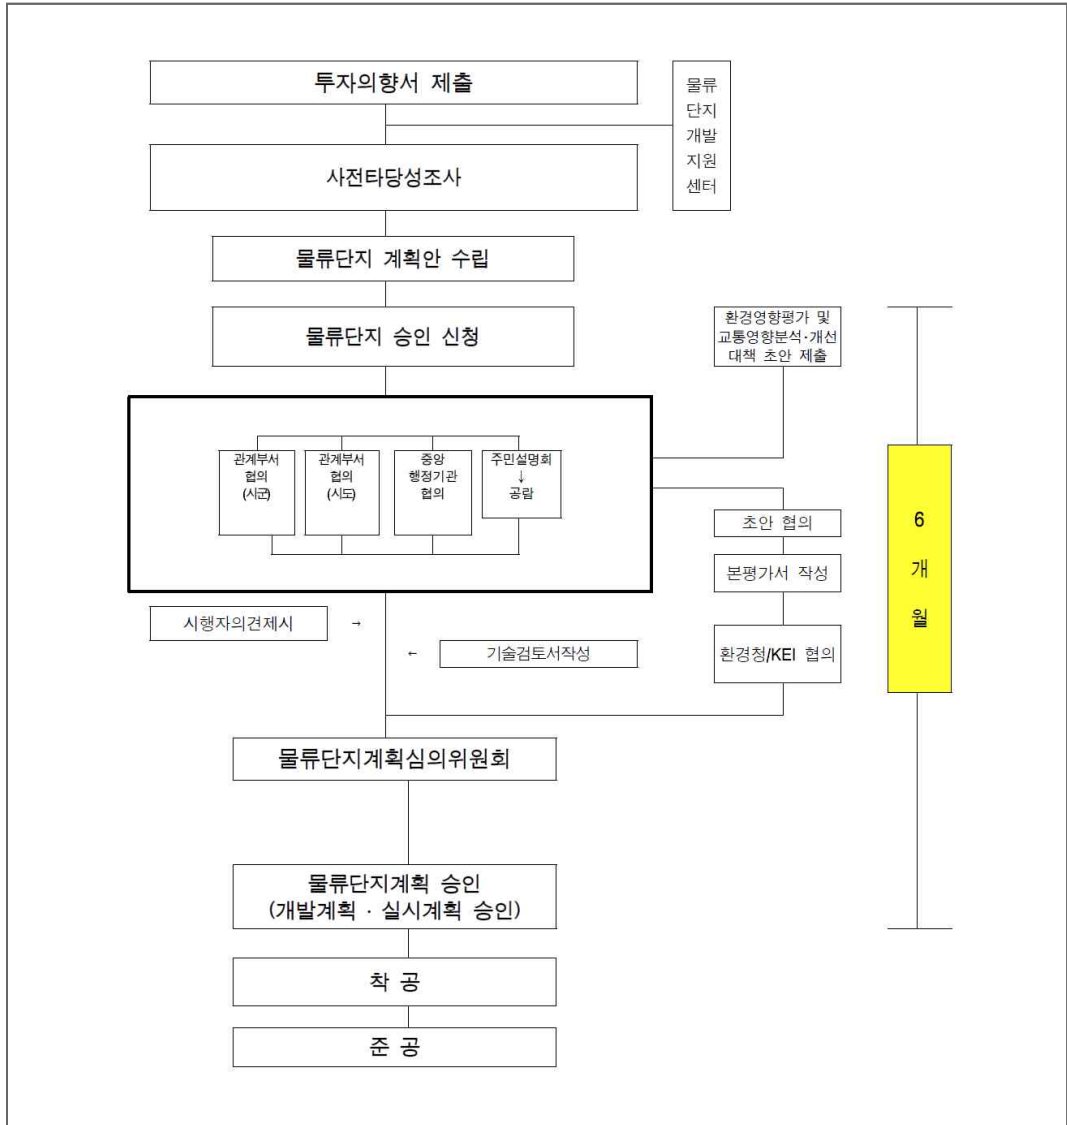 투자의향서 제출
물류
단지
개발
지원
센터
사전타당성조사
물류단지 계획안 수립
물류단지 승인 신청
환경영향평가 및
교통영향분석·개선
대책 초안 제출
관계부서
협의
(시군)
관계부서
협의
(시도)
중앙
행정기관
협의
주민설명회
↓
공람
초안 협의
본평가서 작성
환경청/KEI 협의
6
개
월
시행자의견제시 →
← 기술검토서작성
물류단지계획심의위원회
물류단지계획 승인
(개발계획 · 실시계획 승인)
착 공
준 공